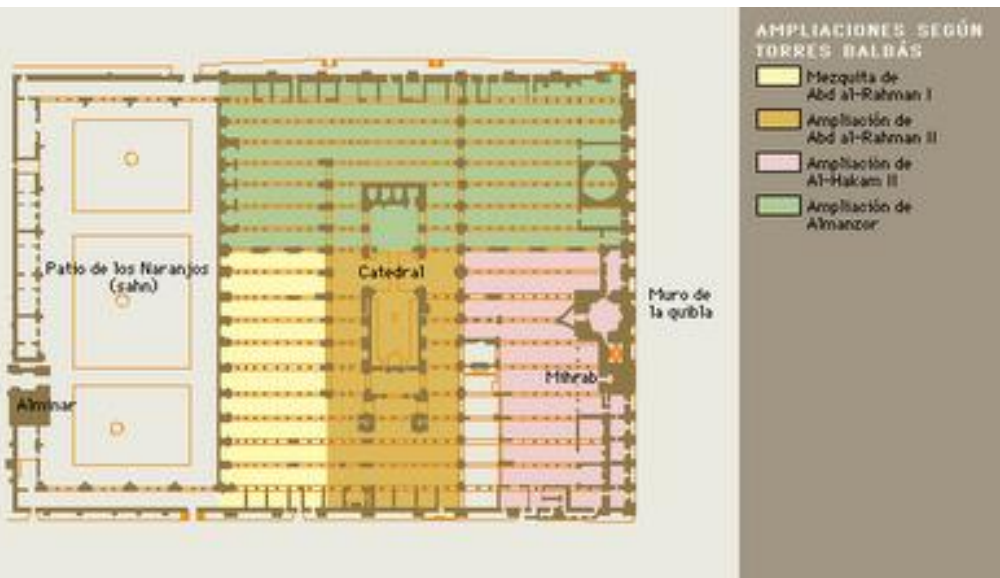 AMPLIACIONES SEGÚN
TORRES BALBÁS
Mezquita de
Abd al-Rahman I
Ampliación de
Abd al-Rahman II
Ampliación de
Al-Hakam II
Ampliación de
Almanzor
Patio de los Naranjos
(sahn)
Catedral
Muro de
la quibla
Mihrab
Alminar